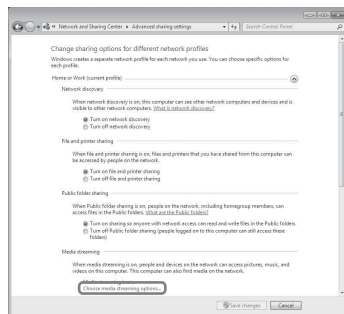 « Network and Sharing Center ▸ Advanced sharing settings
Search Control Panel
Change sharing options for different network profiles
Windows creates a separate network profile for each network you use. You can choose specific options for
each profile.
Home or Work (current profile)
Network discovery
When network discovery is on, this computer can see other network computers and devices and is
visible to other network computers. What is network discovery?
Turn on network discovery
Turn off network discovery
File and printer sharing
When file and printer sharing is on, files and printers that you have shared from this computer can
be accessed by people on the network.
Turn on file and printer sharing
Turn off file and printer sharing
Public folder sharing
When Public folder sharing is on, people on the network, including homegroup members, can
access files in the Public folders. What are the Public folders?
Turn on sharing so anyone with network access can read and write files in the Public folders
Turn off Public folder sharing (people logged on to this computer can still access these
folders)
Media streaming
When media streaming is on, people and devices on the network can access pictures, music, and
videos on this computer. This computer can also find media on the network.
Choose media streaming options...
Save changes
Cancel